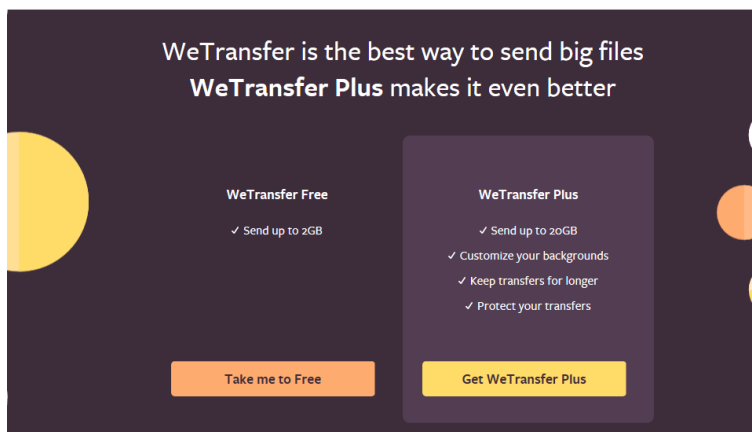 WeTransfer is the best way to send big files
WeTransfer Plus makes it even better
WeTransfer Free
✓ Send up to 2GB
Take me to Free
WeTransfer Plus
✓ Send up to 20GB
✓ Customize your backgrounds
✓ Keep transfers for longer
✓ Protect your transfers
Get WeTransfer Plus